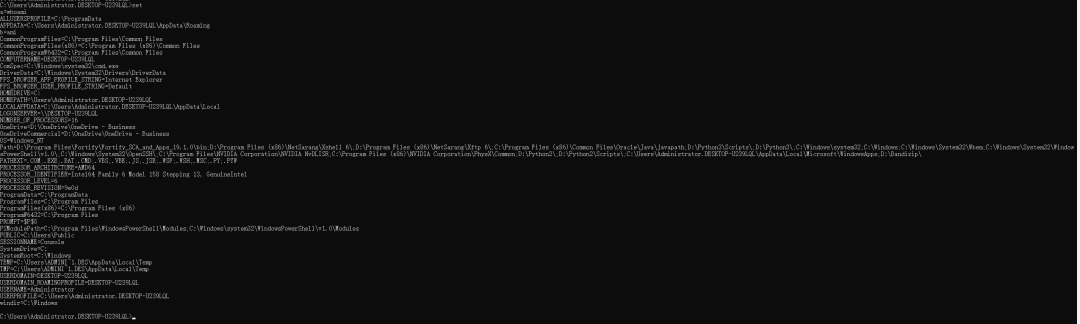 C:\Users\Administrator.DESKTOP-U239LQL>set
a=whoami
ALLUSERSPROFILE=C:\ProgramData
APPDATA=C:\Users\Administrator.DESKTOP-U239LQL\AppData\Roaming
b=ami
CommonProgramFiles=C:\Program Files\Common Files
CommonProgramFiles(x86)=C:\Program Files (x86)\Common Files
CommonProgramW6432=C:\Program Files\Common Files
COMPUTERNAME=DESKTOP-U239LQL
ComSpec=C:\Windows\system32\cmd.exe
DriverData=C:\Windows\System32\Drivers\DriverData
FPS_BROWSER_APP_PROFILE_STRING=Internet Explorer
FPS_BROWSER_USER_PROFILE_STRING=Default
HOMEDRIVE=C:
HOMEPATH=\Users\Administrator.DESKTOP-U239LQL
LOCALAPPDATA=C:\Users\Administrator.DESKTOP-U239LQL\AppData\Local
LOGONSERVER=\\DESKTOP-U239LQL
NUMBER_OF_PROCESSORS=16
OneDrive=D:\OneDrive\OneDrive - Business
OneDriveCommercial=D:\OneDrive\OneDrive - Business
OS=Windows_NT
Path=D:\Program Files\Fortify\Fortify_SCA_and_Apps_19.1.0\bin;D:\Program Files (x86)\NetSarang\Xshell 6\;D:\Program Files (x86)\NetSarang\Xftp 6\;C:\Program Files (x86)\Common Files\Oracle\Java\javapath;D:\Python3\Scripts\;D:\Python3\;C:\Windows\system32;C:\Windows;C:\Windows\System32\Wbem;C:\Windows\System32\Window
sPowerShell\v1.0\;C:\Windows\System32\OpenSSH\;C:\Program Files\NVIDIA Corporation\NVIDIA NvDLISR;C:\Program Files (x86)\NVIDIA Corporation\PhysX\Common;D:\Python2\;D:\Python2\Scripts\;C:\Users\Administrator.DESKTOP-U239LQL\AppData\Local\Microsoft\WindowsApps;D:\Bandizip\
PATHEXT=.COM;.EXE;.BAT;.CMD;.VBS;.VBE;.JS;.JSE;.WSF;.WSH;.MSC;.PY;.PYW
PROCESSOR_ARCHITECTURE=AMD64
PROCESSOR_IDENTIFIER=Intel64 Family 6 Model 158 Stepping 13, GenuineIntel
PROCESSOR_LEVEL=6
PROCESSOR_REVISION=9e0d
ProgramData=C:\ProgramData
ProgramFiles=C:\Program Files
ProgramFiles(x86)=C:\Program Files (x86)
ProgramW6432=C:\Program Files
PROMPT=$P$G
PSModulePath=C:\Program Files\WindowsPowerShell\Modules;C:\Windows\system32\WindowsPowerShell\v1.0\Modules
PUBLIC=C:\Users\Public
SESSIONNAME=Console
SystemDrive=C:
SystemRoot=C:\Windows
TEMP=C:\Users\ADMINI~1.DES\AppData\Local\Temp
TMP=C:\Users\ADMINI~1.DES\AppData\Local\Temp
USERDOMAIN=DESKTOP-U239LQL
USERDOMAIN_ROAMINGPROFILE=DESKTOP-U239LQL
USERNAME=Administrator
USERPROFILE=C:\Users\Administrator.DESKTOP-U239LQL
windir=C:\Windows
C:\Users\Administrator.DESKTOP-U239LQL>